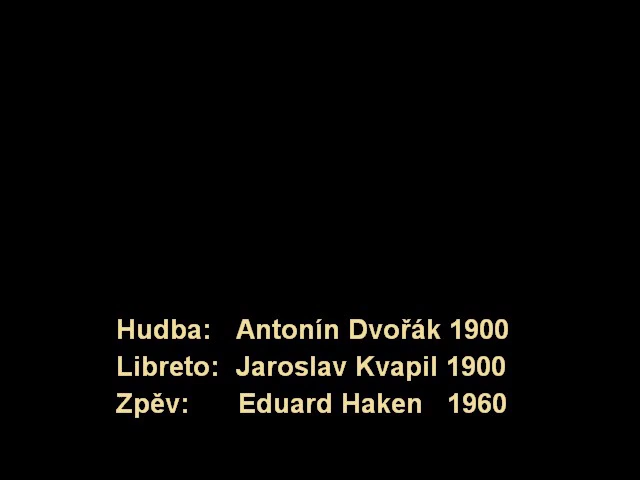 Hudba: Antonín Dvořák 1900
Libreto: Jaroslav Kvapil 1900
Zpěv: Eduard Haken 1960